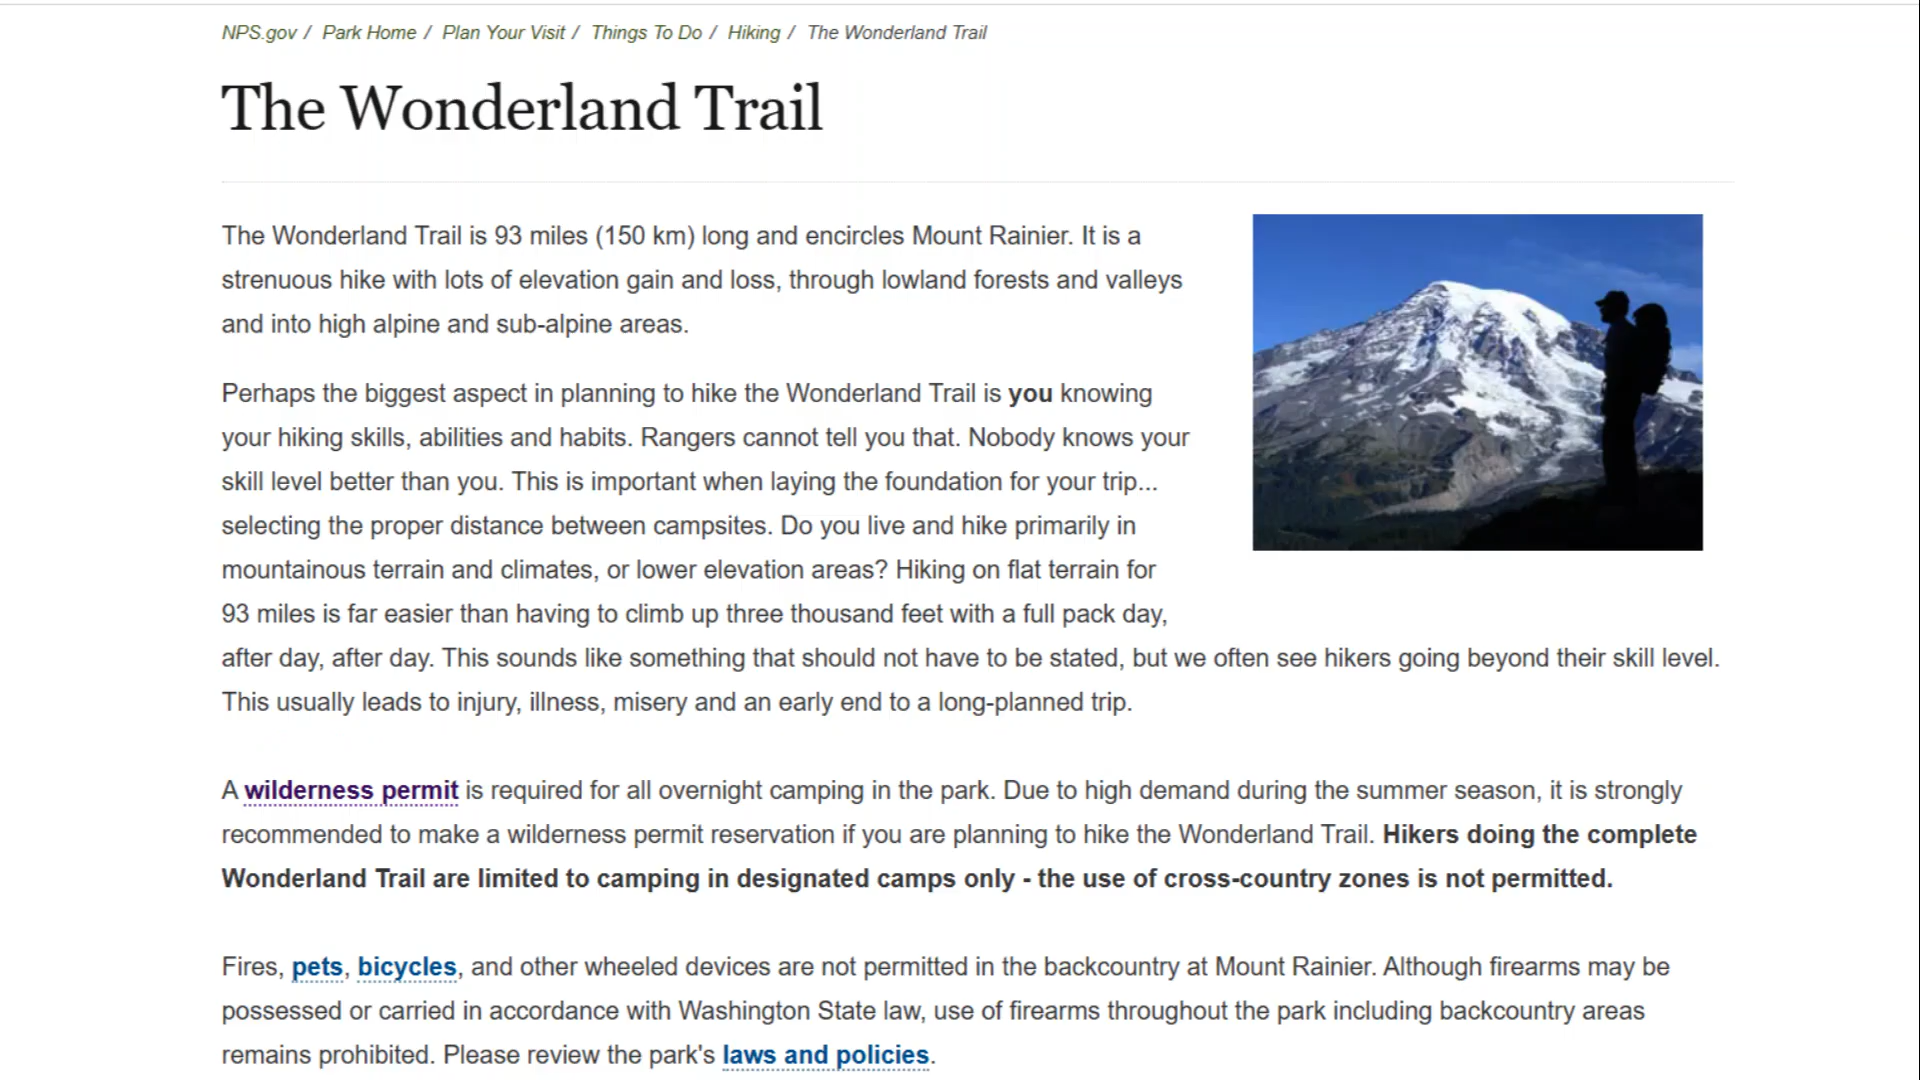 NPS.gov / Park Home / Plan Your Visit / Things To Do / Hiking / The Wonderland Trail
The Wonderland Trail
The Wonderland Trail is 93 miles (150 km) long and encircles Mount Rainier. It is a
strenuous hike with lots of elevation gain and loss, through lowland forests and valleys
and into high alpine and sub-alpine areas.
Perhaps the biggest aspect in planning to hike the Wonderland Trail is you knowing
your hiking skills, abilities and habits. Rangers cannot tell you that. Nobody knows your
skill level better than you. This is important when laying the foundation for your trip...
selecting the proper distance between campsites. Do you live and hike primarily in
mountainous terrain and climates, or lower elevation areas? Hiking on flat terrain for
93 miles is far easier than having to climb up three thousand feet with a full pack day,
after day, after day. This sounds like something that should not have to be stated, but we often see hikers going beyond their skill level.
This usually leads to injury, illness, misery and an early end to a long-planned trip.
A wilderness permit is required for all overnight camping in the park. Due to high demand during the summer season, it is strongly
recommended to make a wilderness permit reservation if you are planning to hike the Wonderland Trail. Hikers doing the complete
Wonderland Trail are limited to camping in designated camps only - the use of cross-country zones is not permitted.
Fires, pets, bicycles, and other wheeled devices are not permitted in the backcountry at Mount Rainier. Although firearms may be
possessed or carried in accordance with Washington State law, use of firearms throughout the park including backcountry areas
remains prohibited. Please review the park's laws and policies.